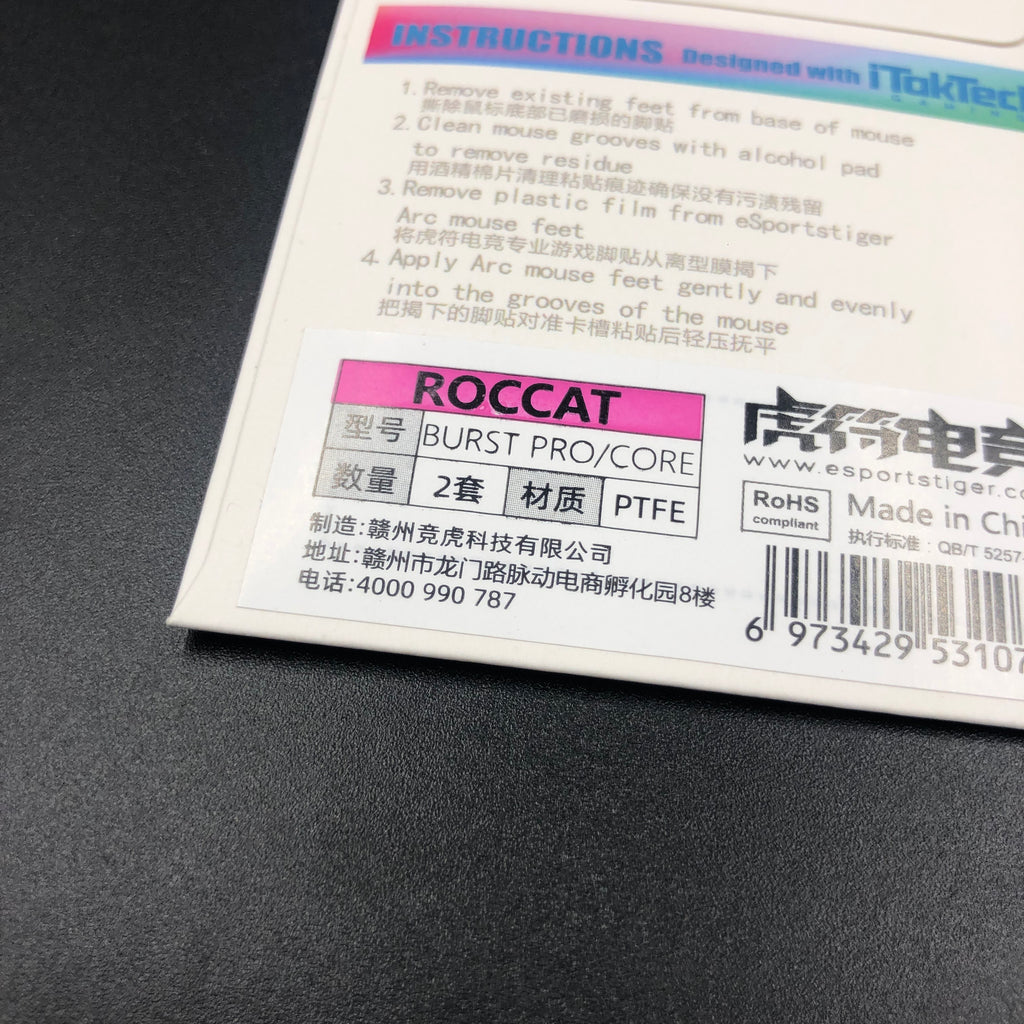 INSTRUCTIONS Designed with iTokTech
GAMING
1. Remove existing feet from base of mouse
撕除鼠标底部已磨损的脚贴
2. Clean mouse grooves with alcohol pad
to remove residue
用酒精棉片清理粘贴痕迹确保没有污渍残留
3. Remove plastic film from eSportstiger
Arc mouse feet
将虎符电竞专业游戏脚贴从离型膜揭下
4. Apply Arc mouse feet gently and evenly
into the grooves of the mouse
把揭下的脚贴对准卡槽粘贴后轻压抚平
ROCCAT
型号 BURST PRO/CORE
数量 2套 材质 PTFE
制造:赣州竞虎科技有限公司
地址:赣州市龙门路脉动电商孵化园8楼
电话:4000 990 787
虎符电竞
www.esportstiger.co
RoHS
compliant
Made in Chi
执行标准: QB/T 5257-
6 973429 53107